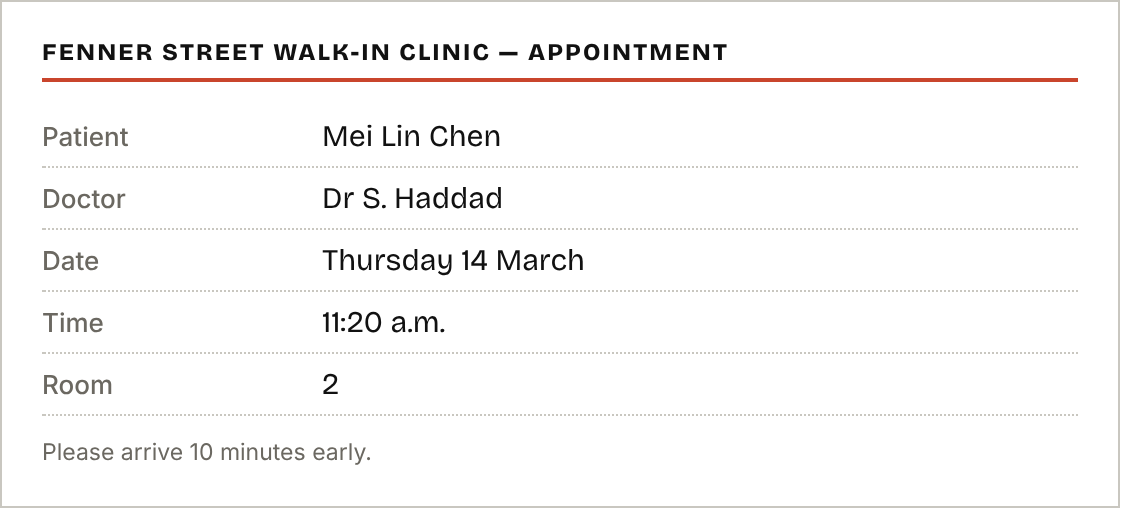 FENNER STREET WALK-IN CLINIC — APPOINTMENT
Patient Mei Lin Chen
Doctor Dr S. Haddad
Date Thursday 14 March
Time 11:20 a.m.
Room 2
Please arrive 10 minutes early.